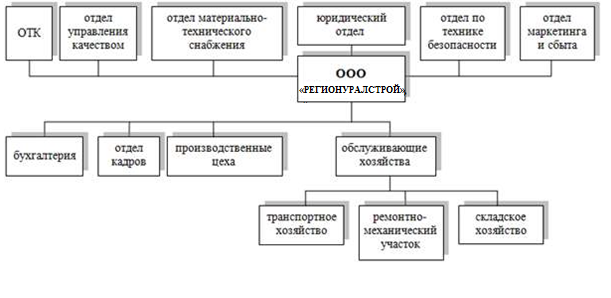 ОТК
отдел
управления
качеством
отдел материально-
технического
снабжения
юридический
отдел
отдел по
технике
безопасности
отдел
маркетинга
и сбыта
ООО
«РЕГИОНУРАЛСТРОЙ»
бухгалтерия
отдел
кадров
производственные
цеха
обслуживающие
хозяйства
транспортное
хозяйство
ремонтно-
механический
участок
складское
хозяйство